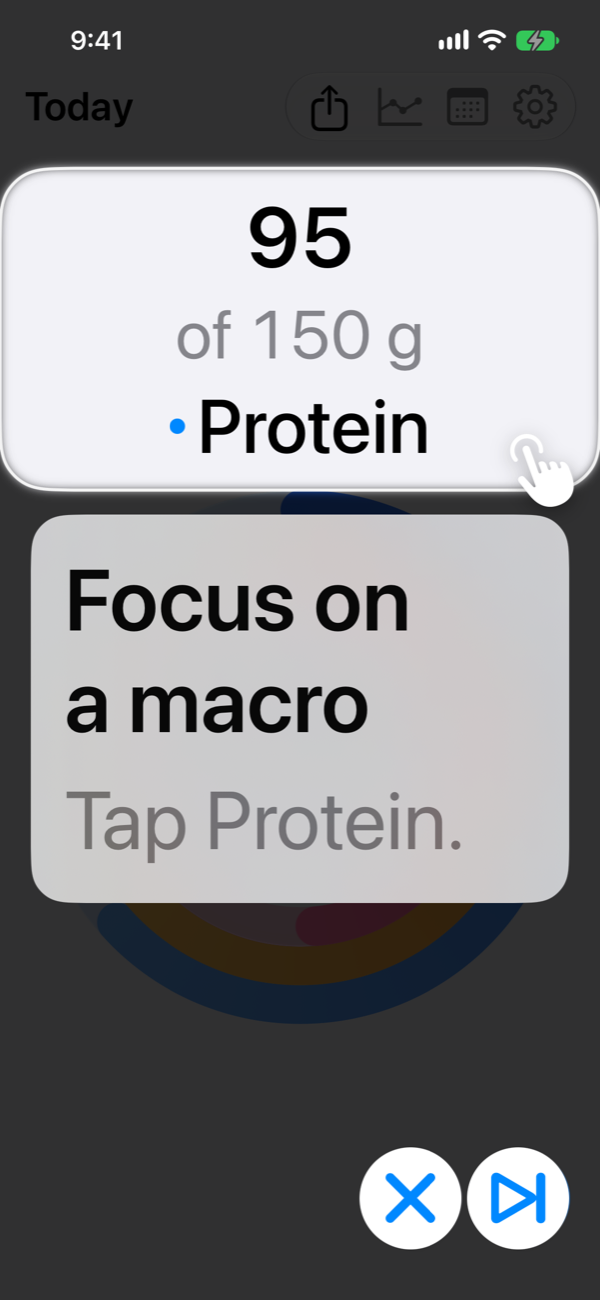 9:41
Today
95
of 150 g
Protein
Focus on
a macro
Tap Protein.